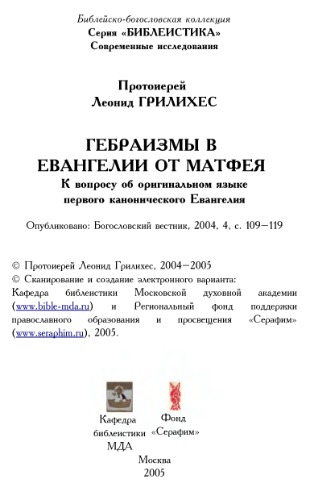 Библейско-богословская коллекция
Серия «БИБЛЕИСТИКА»
Современные исследования
Протоиерей
Леонид ГРИЛИХЕС
ГЕБРАИЗМЫ В
ЕВАНГЕЛИИ ОТ МАТФЕЯ
К вопросу об оригинальном языке
первого канонического Евангелия
Опубликовано: Богословский вестник, 2004, 4, с. 109–119
© Протоиерей Леонид Грилихес, 2004–2005
© Сканирование и создание электронного варианта:
Кафедра библеистики Московской духовной академии
(www.bible-mda.ru) и Региональный фонд поддержки
православного образования и просвещения «Серафим»
(www.seraphim.ru), 2005.
Кафедра
библеистики
МДА
Фонд
«Серафим»
Москва
2005